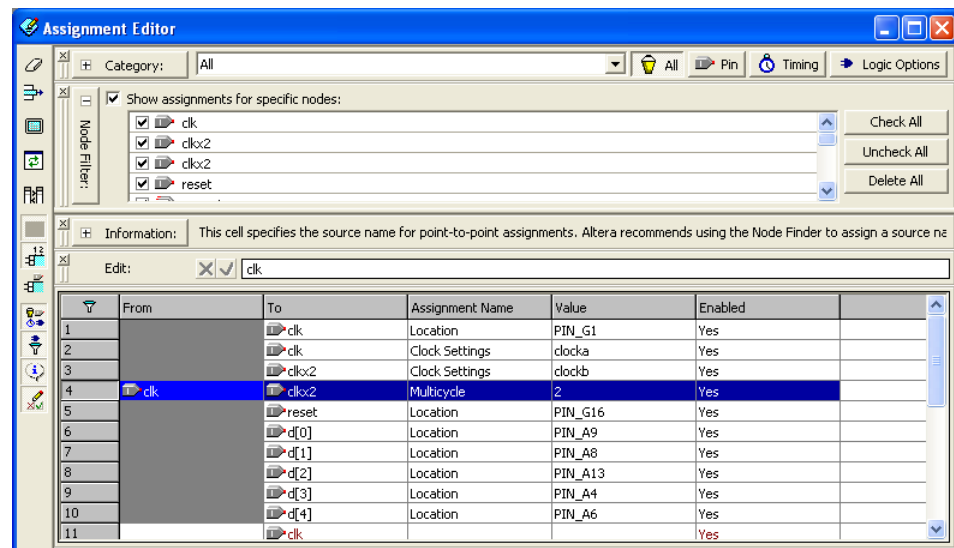 Assignment Editor
Category: All All Pin Timing Logic Options
Show assignments for specific nodes:
Node Filter:
clk
clkx2
clkx2
reset
Check All
Uncheck All
Delete All
Information: This cell specifies the source name for point-to-point assignments. Altera recommends using the Node Finder to assign a source na
Edit: clk
From To Assignment Name Value Enabled
1 clk Location PIN_G1 Yes
2 clk Clock Settings clocka Yes
3 clkx2 Clock Settings clockb Yes
4 clk clkx2 Multicycle 2 Yes
5 reset Location PIN_G16 Yes
6 d[0] Location PIN_A9 Yes
7 d[1] Location PIN_A8 Yes
8 d[2] Location PIN_A13 Yes
9 d[3] Location PIN_A4 Yes
10 d[4] Location PIN_A6 Yes
11 clk Yes